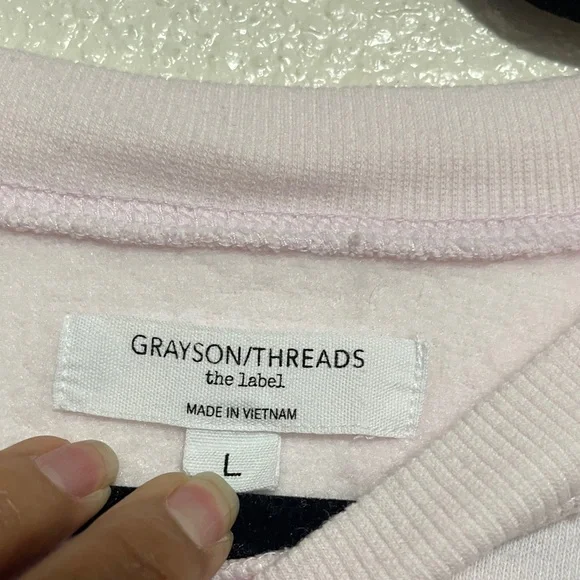 GRAYSON/THREADS
the label
MADE IN VIETNAM
L